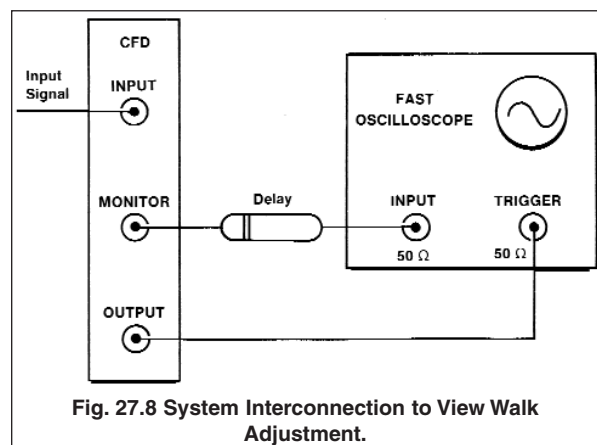 CFD
Input
Signal
INPUT
FAST
OSCILLOSCOPE
MONITOR
Delay
INPUT
TRIGGER
50 Ω
50 Ω
OUTPUT
Fig. 27.8 System Interconnection to View Walk
Adjustment.